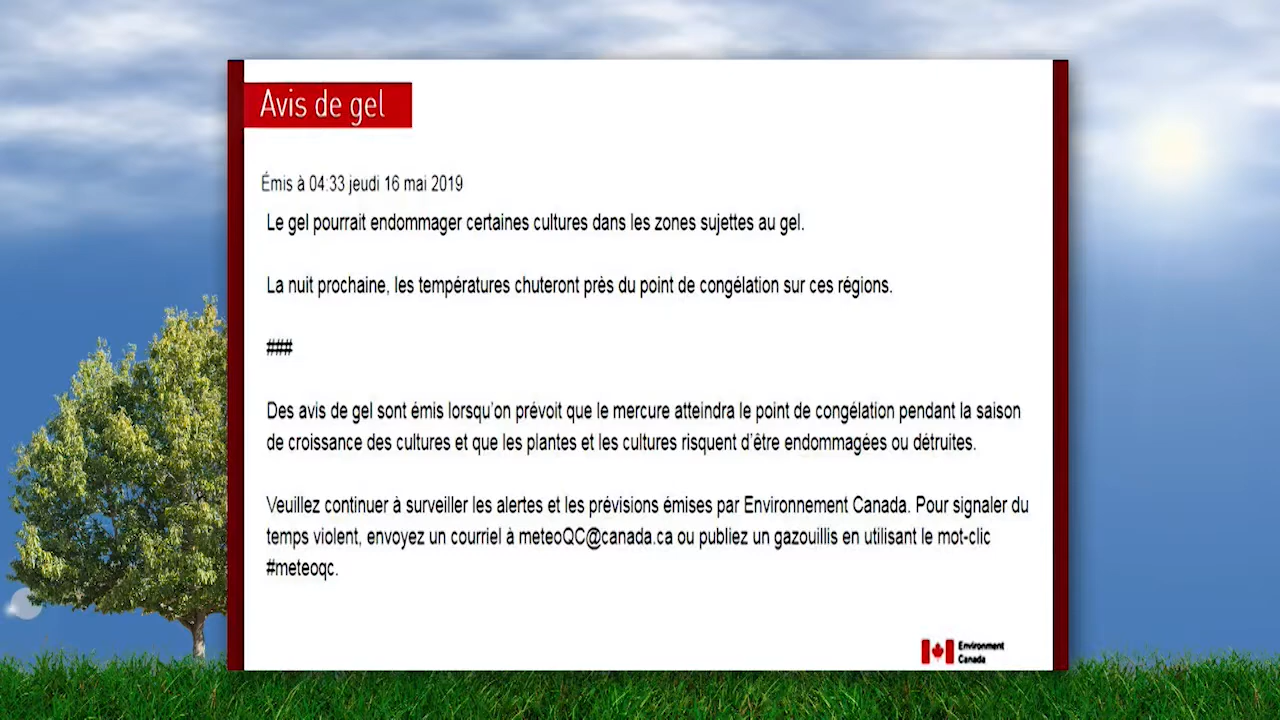 Avis de gel
Émis à 04:33 jeudi 16 mai 2019
Le gel pourrait endommager certaines cultures dans les zones sujettes au gel.
La nuit prochaine, les températures chuteront près du point de congélation sur ces régions.
###
Des avis de gel sont émis lorsqu'on prévoit que le mercure atteindra le point de congélation pendant la saison
de croissance des cultures et que les plantes et les cultures risquent d'être endommagées ou détruites.
Veuillez continuer à surveiller les alertes et les prévisions émises par Environnement Canada. Pour signaler du
temps violent, envoyez un courriel à meteoQC@canada.ca ou publiez un gazouillis en utilisant le mot-clic
#meteoqc.
Environment
Canada